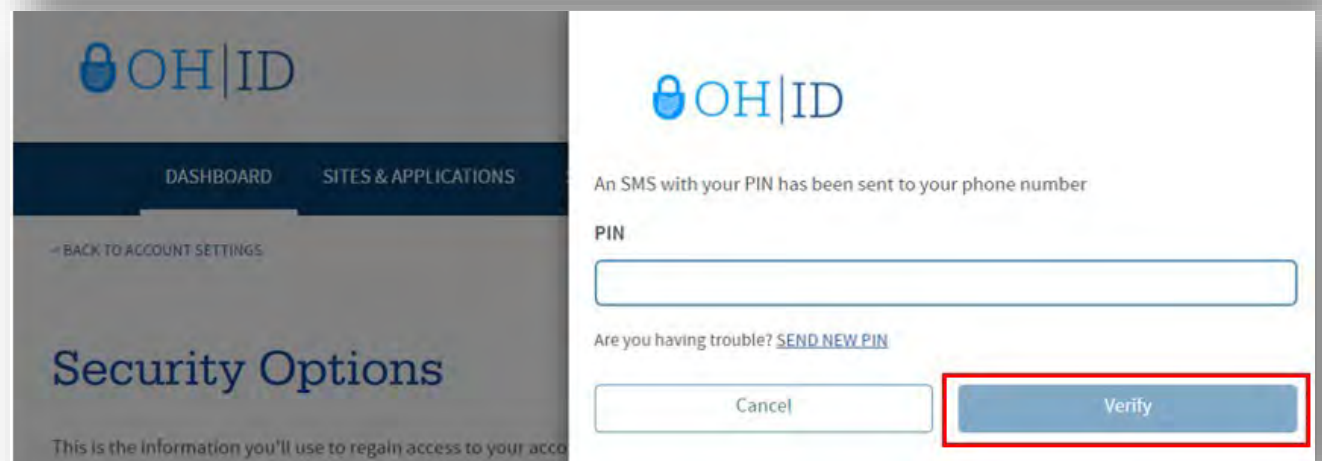 OH|ID
DASHBOARD SITES & APPLICATIONS
BACK TO ACCOUNT SETTINGS
Security Options
This is the information you'll use to regain access to your acco
OH|ID
An SMS with your PIN has been sent to your phone number
PIN
Are you having trouble? SEND NEW PIN
Cancel Verify